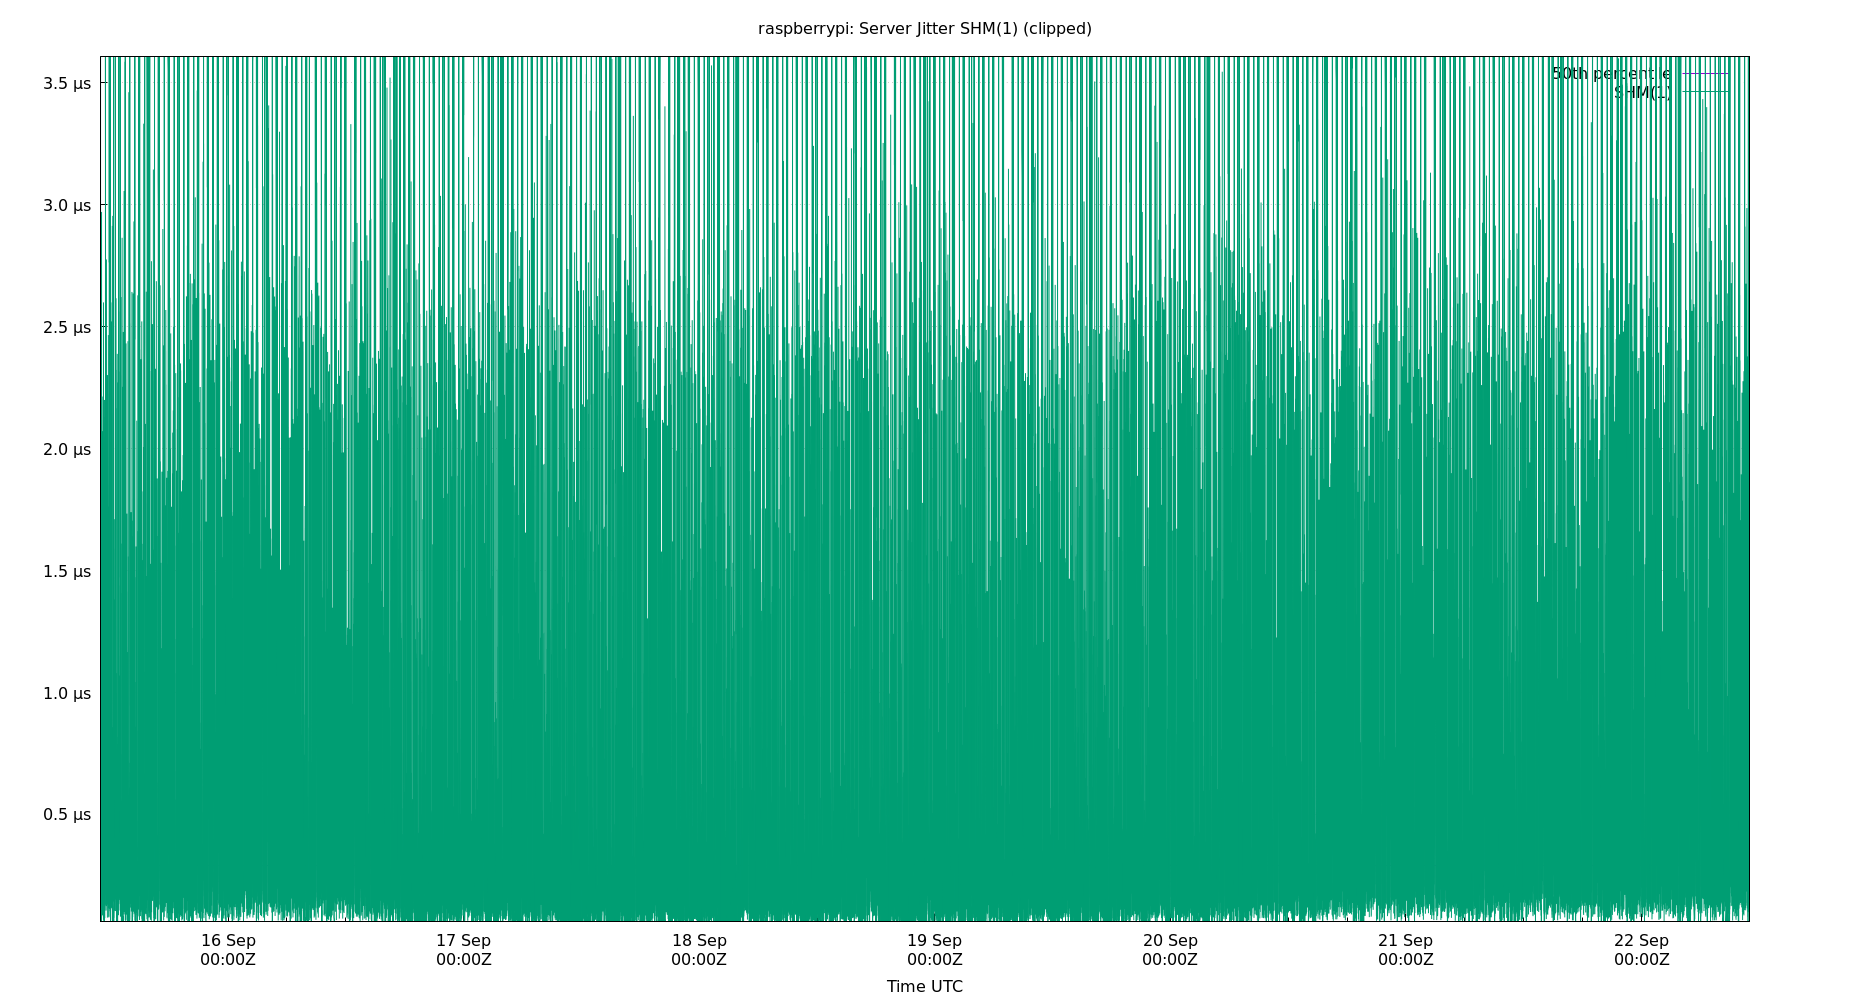 raspberrypi: Server Jitter SHM(1) (clipped)
50th percentile
SHM(1)
3.5 µs
3.0 µs
2.5 µs
2.0 µs
1.5 µs
1.0 µs
0.5 µs
16 Sep 17 Sep 18 Sep 19 Sep 20 Sep 21 Sep 22 Sep
00:00Z 00:00Z 00:00Z 00:00Z 00:00Z 00:00Z 00:00Z
Time UTC